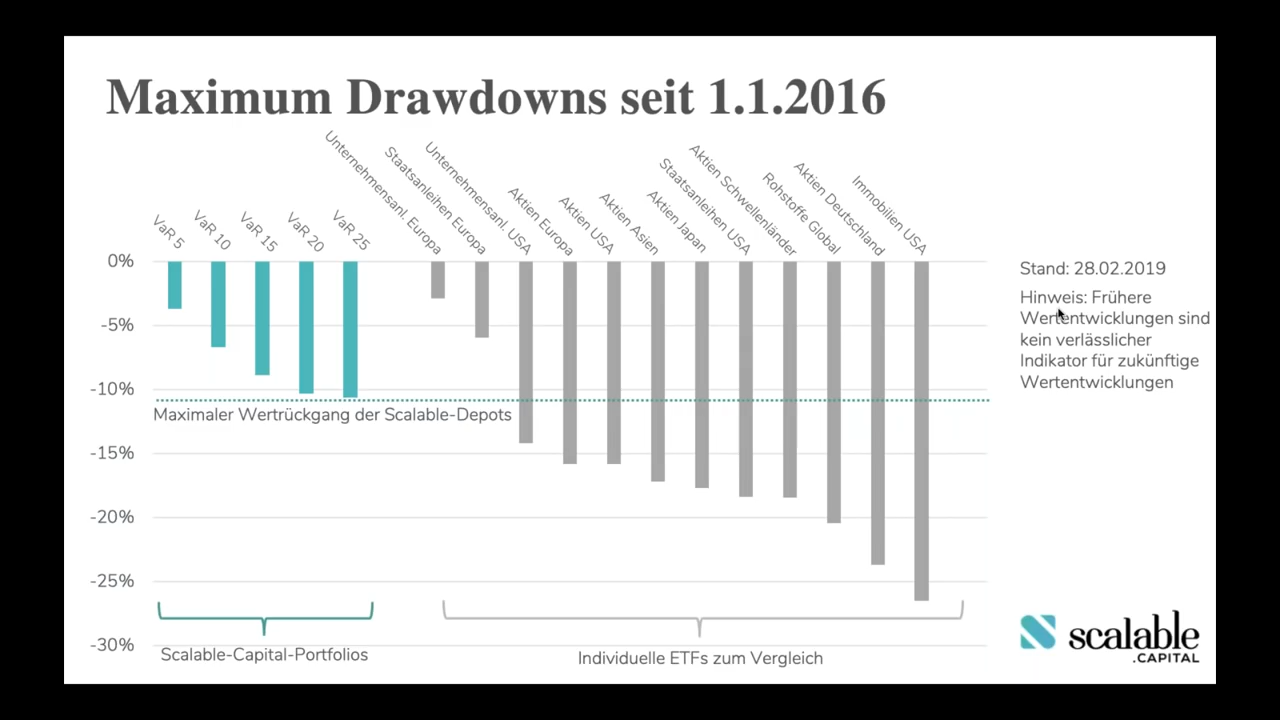 Maximum Drawdowns seit 1.1.2016
VaR 5
VaR 10
VaR 15
VaR 20
VaR 25
Unternehmensanl. Europa
Staatsanleihen Europa
Unternehmensanl. USA
Aktien Europa
Aktien USA
Aktien Asien
Aktien Japan
Staatsanleihen USA
Aktien Schwellenländer
Rohstoffe Global
Aktien Deutschland
Immobilien USA
0%
-5%
-10%
-15%
-20%
-25%
-30%
Maximaler Wertrückgang der Scalable-Depots
Scalable-Capital-Portfolios
Individuelle ETFs zum Vergleich
Stand: 28.02.2019
Hinweis: Frühere
Wertentwicklungen sind
kein verlässlicher
Indikator für zukünftige
Wertentwicklungen
scalable
.CAPITAL